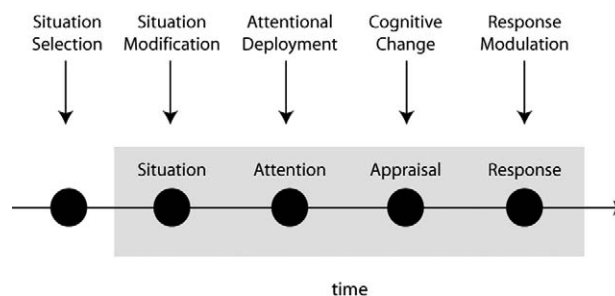 Situation
Selection
Situation
Modification
Attentional
Deployment
Cognitive
Change
Response
Modulation
Situation
Attention
Appraisal
Response
time